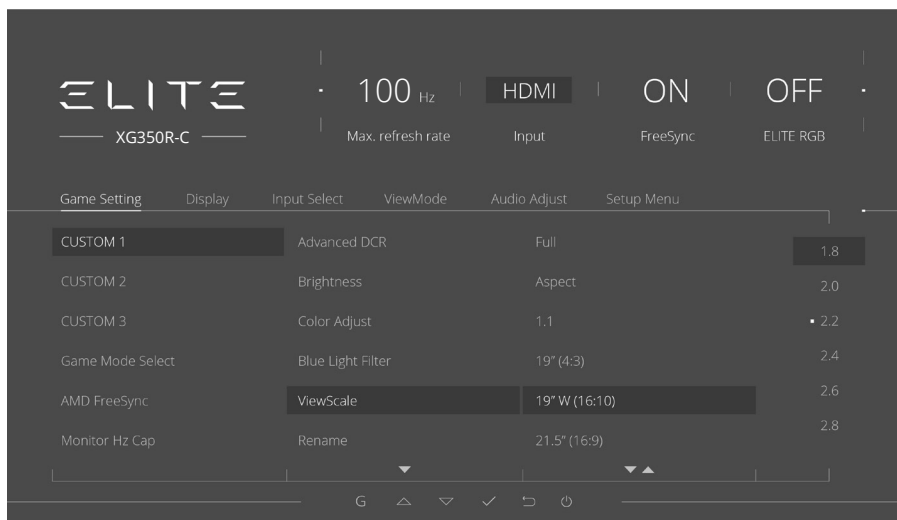 ELITE
XG350R-C
100 Hz
Max. refresh rate
HDMI
Input
ON
FreeSync
OFF
ELITE RGB
Game Setting Display Input Select ViewMode Audio Adjust Setup Menu
CUSTOM 1 Advanced DCR Full 1.8
CUSTOM 2 Brightness Aspect 2.0
CUSTOM 3 Color Adjust 1.1 2.2
Game Mode Select Blue Light Filter 19" (4:3) 2.4
AMD FreeSync ViewScale 19" W (16:10) 2.6
Monitor Hz Cap Rename 21.5" (16:9) 2.8
G